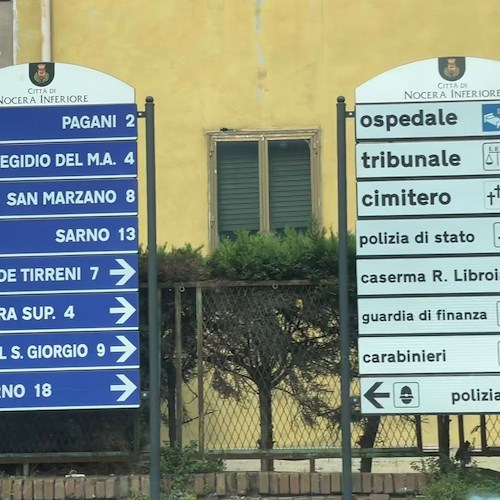 CITTÀ DI
NOCERA INFERIORE
PAGANI 2
EGIDIO DEL M.A. 4
SAN MARZANO 8
SARNO 13
DE TIRRENI 7
RA SUP. 4
L S. GIORGIO 9
RNO 18
CITTÀ DI
NOCERA INFERIORE
ospedale
tribunale
LE
cimitero
polizia di stato
caserma R. Libroi
guardia di finanza
carabinieri
polizia